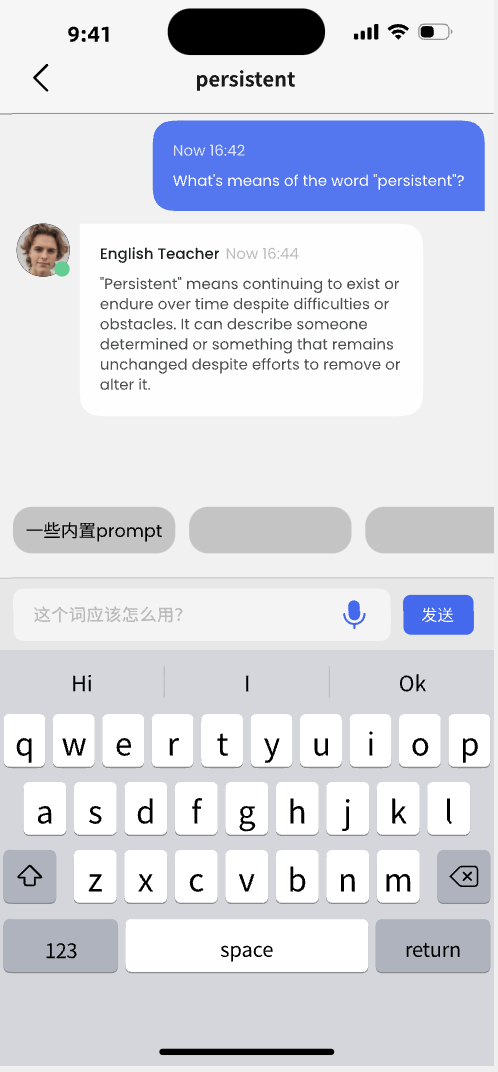 9:41
persistent
Now 16:42
What's means of the word "persistent"?
English Teacher Now 16:44
"Persistent" means continuing to exist or
endure over time despite difficulties or
obstacles. It can describe someone
determined or something that remains
unchanged despite efforts to remove or
alter it.
一些内置prompt
这个词应该怎么用？ 发送
Hi I Ok
q w e r t y u i o p
a s d f g h j k l
z x c v b n m
123 space return